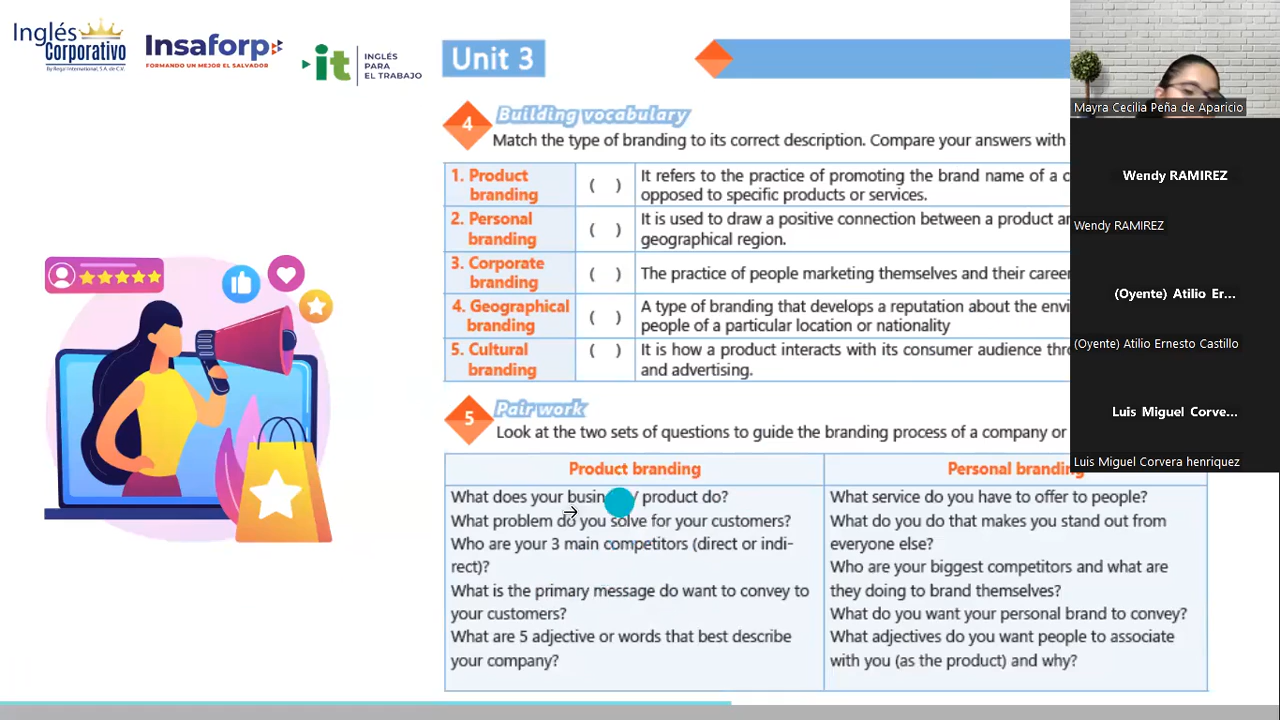 Inglés
Corporativo
By Regal International, S.A. de C.V.
Insaforp
FORMANDO UN MEJOR EL SALVADOR
it
INGLÉS
PARA
EL TRABAJO
Unit 3
4
Building vocabulary
Match the type of branding to its correct description. Compare your answers with
1. Product
branding
( )
It refers to the practice of promoting the brand name of a
opposed to specific products or services.
2. Personal
branding
( )
It is used to draw a positive connection between a product
geographical region.
3. Corporate
branding
( )
The practice of people marketing themselves and their career
4. Geographical
branding
( )
A type of branding that develops a reputation about the
people of a particular location or nationality
5. Cultural
branding
( )
It is how a product interacts with its consumer audience
and advertising.
5
Pair work
Look at the two sets of questions to guide the branding process of a company or
Product branding
What does your / product do?
What problem do you solve for your customers?
Who are your 3 main competitors (direct or indi-
rect)?
What is the primary message do want to convey to
your customers?
What are 5 adjective or words that best describe
your company?
Personal branding
What service do you have to offer to people?
What do you do that makes you stand out from
everyone else?
Who are your biggest competitors and what are
they doing to brand themselves?
What do you want your personal brand to convey?
What adjectives do you want people to associate
with you (as the product) and why?
Mayra Cecilia Peña de Aparicio
Wendy RAMIREZ
Wendy RAMIREZ
(Oyente) Atilio Er...
(Oyente) Atilio Ernesto Castillo
Luis Miguel Corve...
Luis Miguel Corvera henriquez